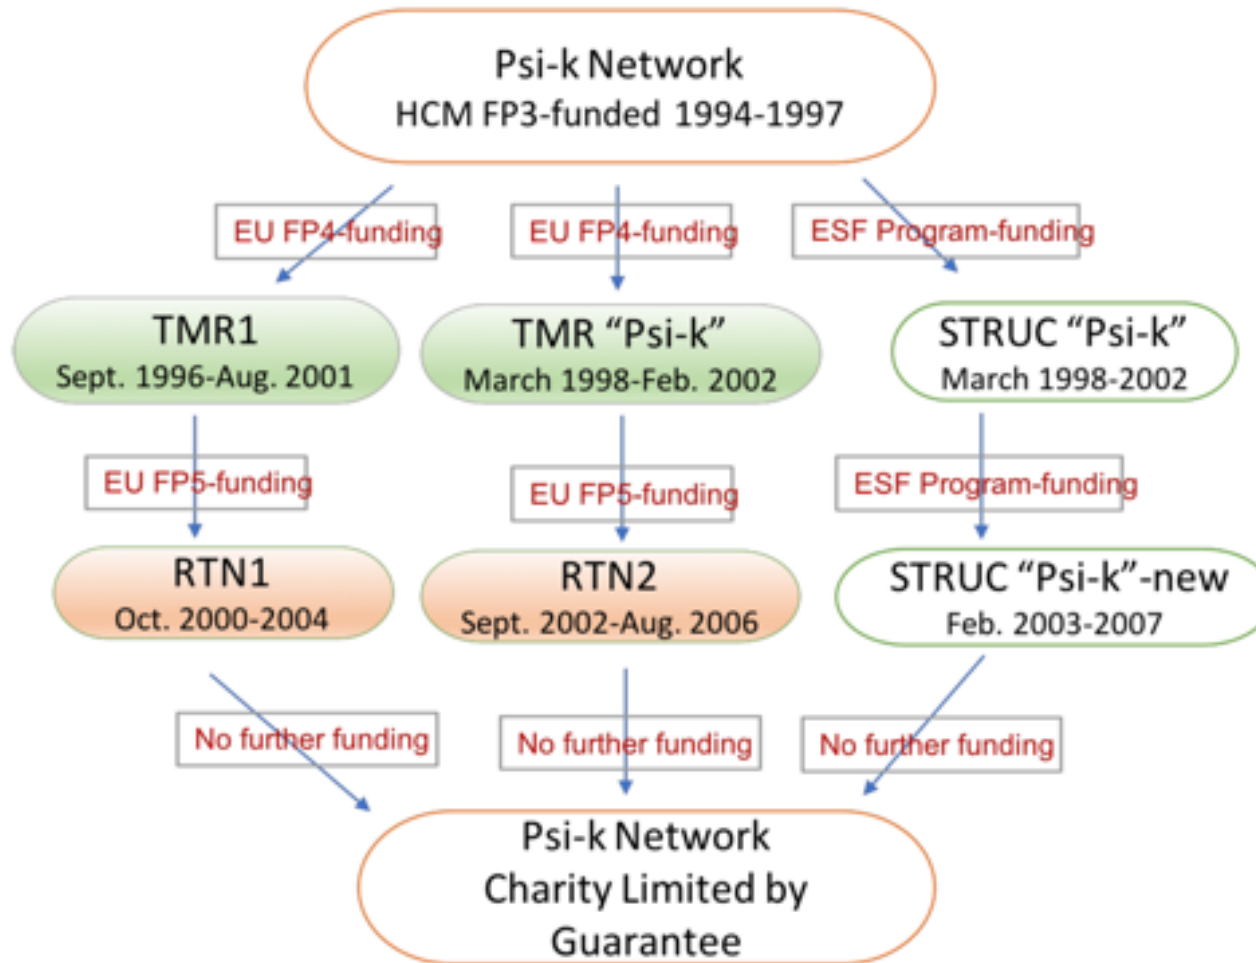 Psi-k Network
HCM FP3-funded 1994-1997
EU FP4-funding
EU FP4-funding
ESF Program-funding
TMR1
Sept. 1996-Aug. 2001
TMR “Psi-k”
March 1998-Feb. 2002
STRUC “Psi-k”
March 1998-2002
EU FP5-funding
EU FP5-funding
ESF Program-funding
RTN1
Oct. 2000-2004
RTN2
Sept. 2002-Aug. 2006
STRUC “Psi-k”-new
Feb. 2003-2007
No further funding
No further funding
No further funding
Psi-k Network
Charity Limited by
Guarantee